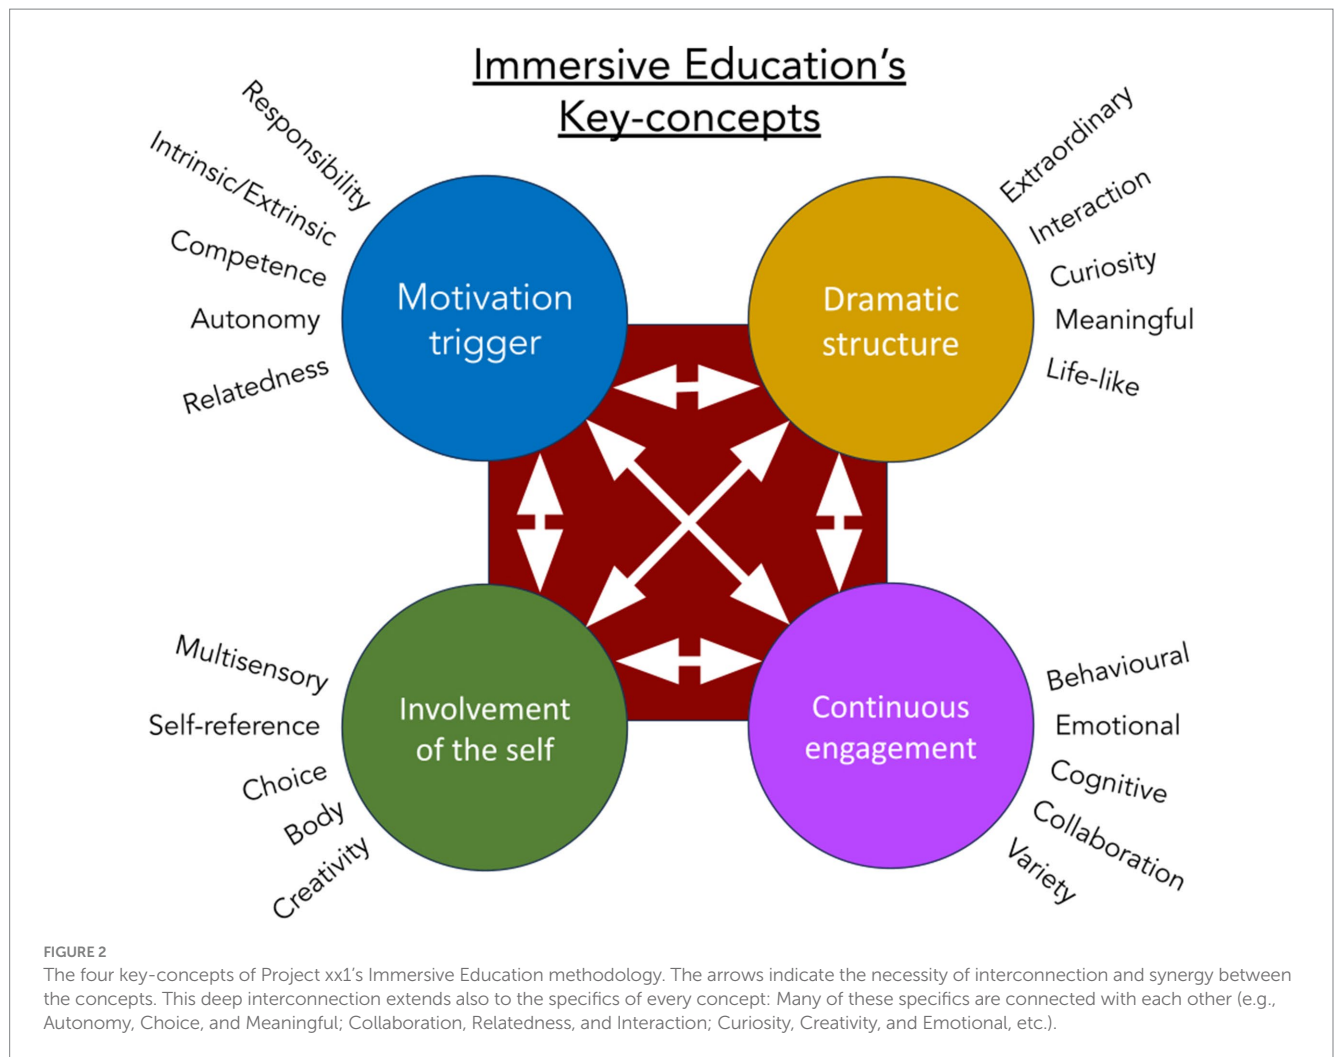 Immersive Education's
Key-concepts
Responsibility
Intrinsic/Extrinsic
Competence
Autonomy
Relatedness
Motivation
trigger
Extraordinary
Interaction
Curiosity
Meaningful
Life-like
Dramatic
structure
Multisensory
Self-reference
Choice
Body
Creativity
Involvement
of the self
Behavioural
Emotional
Cognitive
Collaboration
Variety
Continuous
engagement
FIGURE 2
The four key-concepts of Project xx1's Immersive Education methodology. The arrows indicate the necessity of interconnection and synergy between
the concepts. This deep interconnection extends also to the specifics of every concept: Many of these specifics are connected with each other (e.g.,
Autonomy, Choice, and Meaningful; Collaboration, Relatedness, and Interaction; Curiosity, Creativity, and Emotional, etc.).